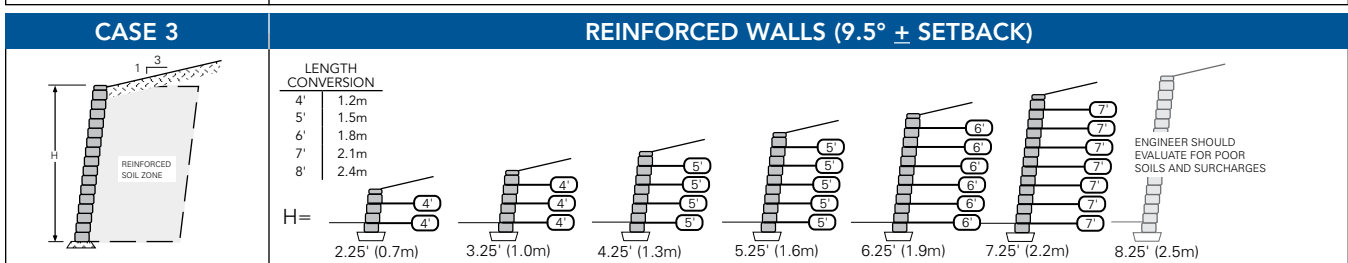 CASE 3
REINFORCED WALLS (9.5° ± SETBACK)
1 3
H
REINFORCED
SOIL ZONE
LENGTH
CONVERSION
4' 1.2m
5' 1.5m
6' 1.8m
7' 2.1m
8' 2.4m
H=
4'
4'
2.25' (0.7m)
4'
4'
4'
3.25' (1.0m)
5'
5'
5'
5'
4.25' (1.3m)
5'
5'
5'
5'
5'
5.25' (1.6m)
6'
6'
6'
6'
6'
6'
6.25' (1.9m)
7'
7'
7'
7'
7'
7'
7'
7.25' (2.2m)
ENGINEER SHOULD
EVALUATE FOR POOR
SOILS AND SURCHARGES
8.25' (2.5m)